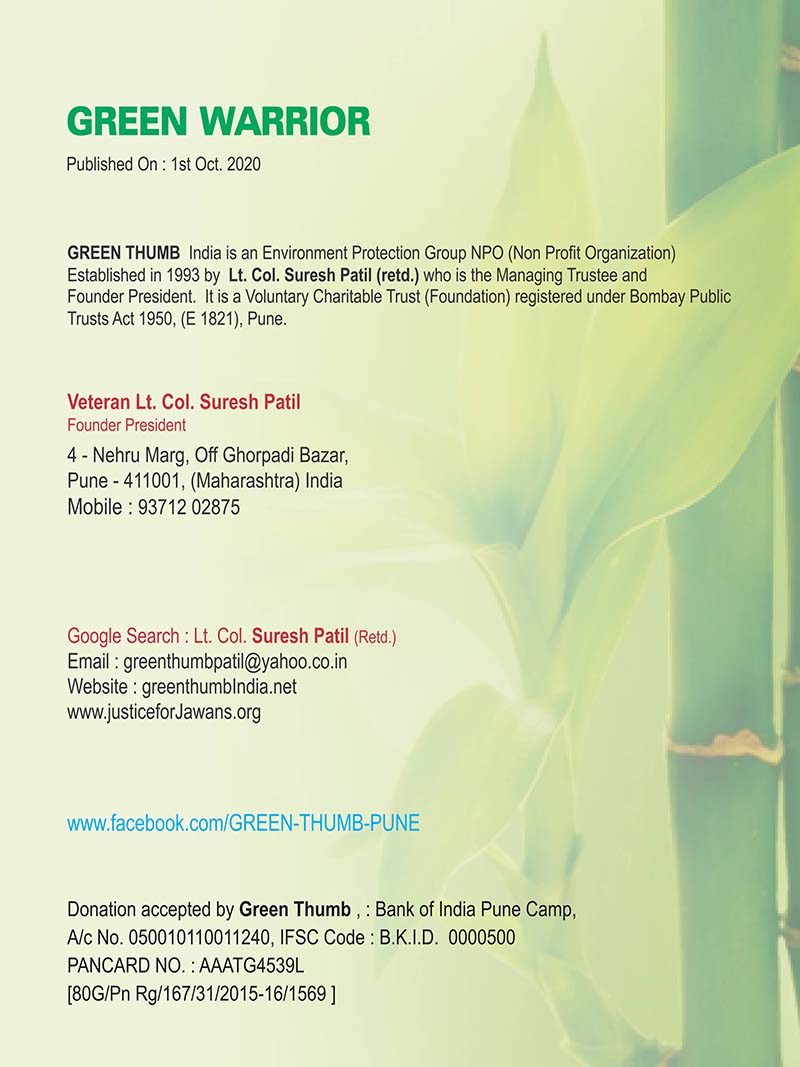 GREEN WARRIOR
Published On : 1st Oct. 2020
GREEN THUMB India is an Environment Protection Group NPO (Non Profit Organization)
Established in 1993 by Lt. Col. Suresh Patil (retd.) who is the Managing Trustee and
Founder President. It is a Voluntary Charitable Trust (Foundation) registered under Bombay Public
Trusts Act 1950, (E 1821), Pune.
Veteran Lt. Col. Suresh Patil
Founder President
4 - Nehru Marg, Off Ghorpadi Bazar,
Pune - 411001, (Maharashtra) India
Mobile : 93712 02875
Google Search : Lt. Col. Suresh Patil (Retd.)
Email : greenthumbpatil@yahoo.co.in
Website : greenthumbIndia.net
www.justiceforJawans.org
www.facebook.com/GREEN-THUMB-PUNE
Donation accepted by Green Thumb , : Bank of India Pune Camp,
A/c No. 050010110011240, IFSC Code : B.K.I.D. 0000500
PANCARD NO. : AAATG4539L
[80G/Pn Rg/167/31/2015-16/1569 ]